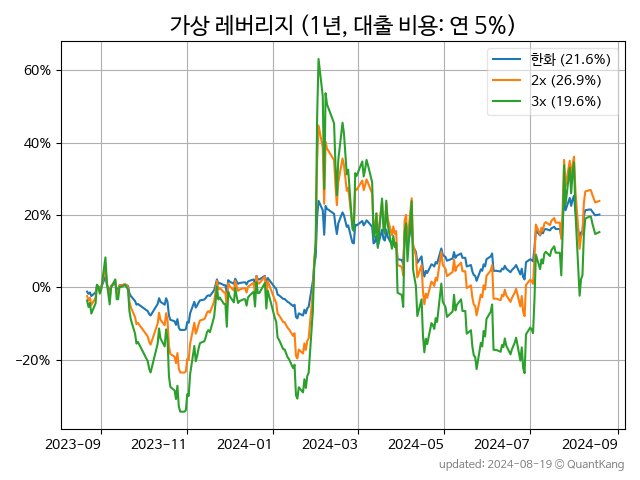 가상 레버리지 (1년, 대출 비용: 연 5%)
한화 (21.6%)
2x (26.9%)
3x (19.6%)
60%
40%
20%
0%
−20%
2023-09 2023-11 2024-01 2024-03 2024-05 2024-07 2024-09
updated: 2024-08-19 © QuantKang